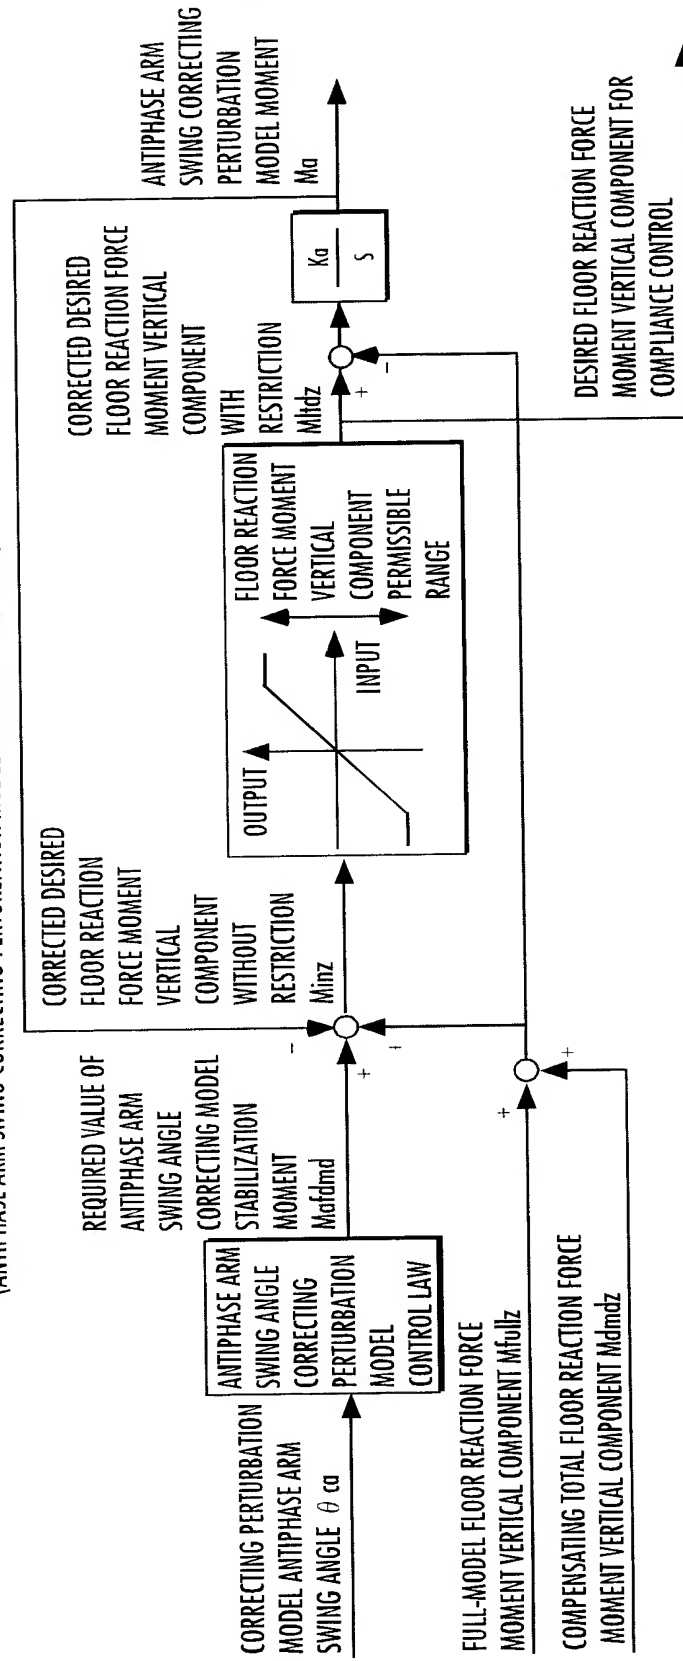 CORRECTING PERTURBATION
MODEL ANTIPHASE ARM
SWING ANGLE θ ca
ANTIPHASE ARM
SWING ANGLE
CORRECTING
PERTURBATION
MODEL
CONTROL LAW
REQUIRED VALUE OF
ANTIPHASE ARM
SWING ANGLE
CORRECTING MODEL
STABILIZATION
MOMENT
Mafdmd
FULL-MODEL FLOOR REACTION FORCE
MOMENT VERTICAL COMPONENT Mfullz
COMPENSATING TOTAL FLOOR REACTION FORCE
MOMENT VERTICAL COMPONENT Mdmdz
+
+
-
+
+
CORRECTED DESIRED
FLOOR REACTION
FORCE MOMENT
VERTICAL
COMPONENT
WITHOUT
RESTRICTION
Minz
OUTPUT
INPUT
FLOOR REACTION
FORCE MOMENT
VERTICAL
COMPONENT
PERMISSIBLE
RANGE
CORRECTED DESIRED
FLOOR REACTION FORCE
MOMENT VERTICAL
COMPONENT
WITH
RESTRICTION
Mltdz
+
-
Ka
S
ANTIPHASE ARM
SWING CORRECTING
PERTURBATION
MODEL MOMENT
Ma
DESIRED FLOOR REACTION FORCE
MOMENT VERTICAL COMPONENT FOR
COMPLIANCE CONTROL